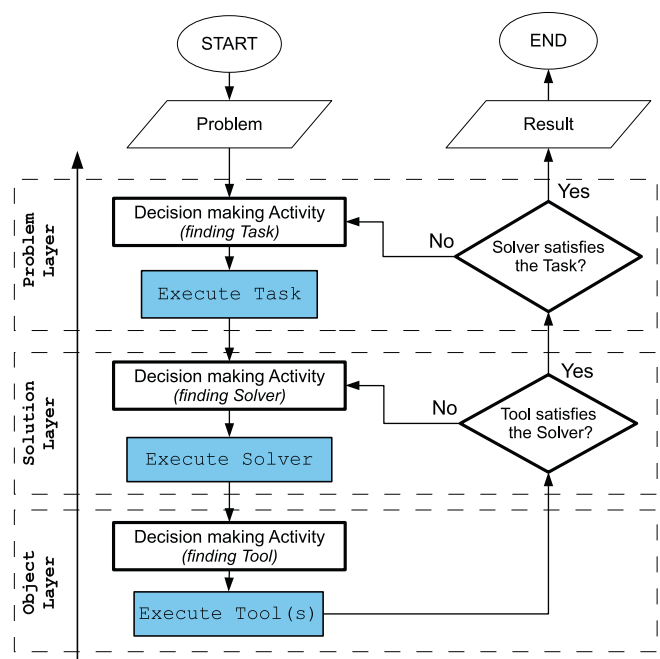 START
END
Problem
Result
Problem
Layer
Decision making Activity
(finding Task)
Execute Task
Yes
No
Solver satisfies
the Task?
Solution
Layer
Decision making Activity
(finding Solver)
Execute Solver
Yes
No
Tool satisfies
the Solver?
Object
Layer
Decision making Activity
(finding Tool)
Execute Tool(s)